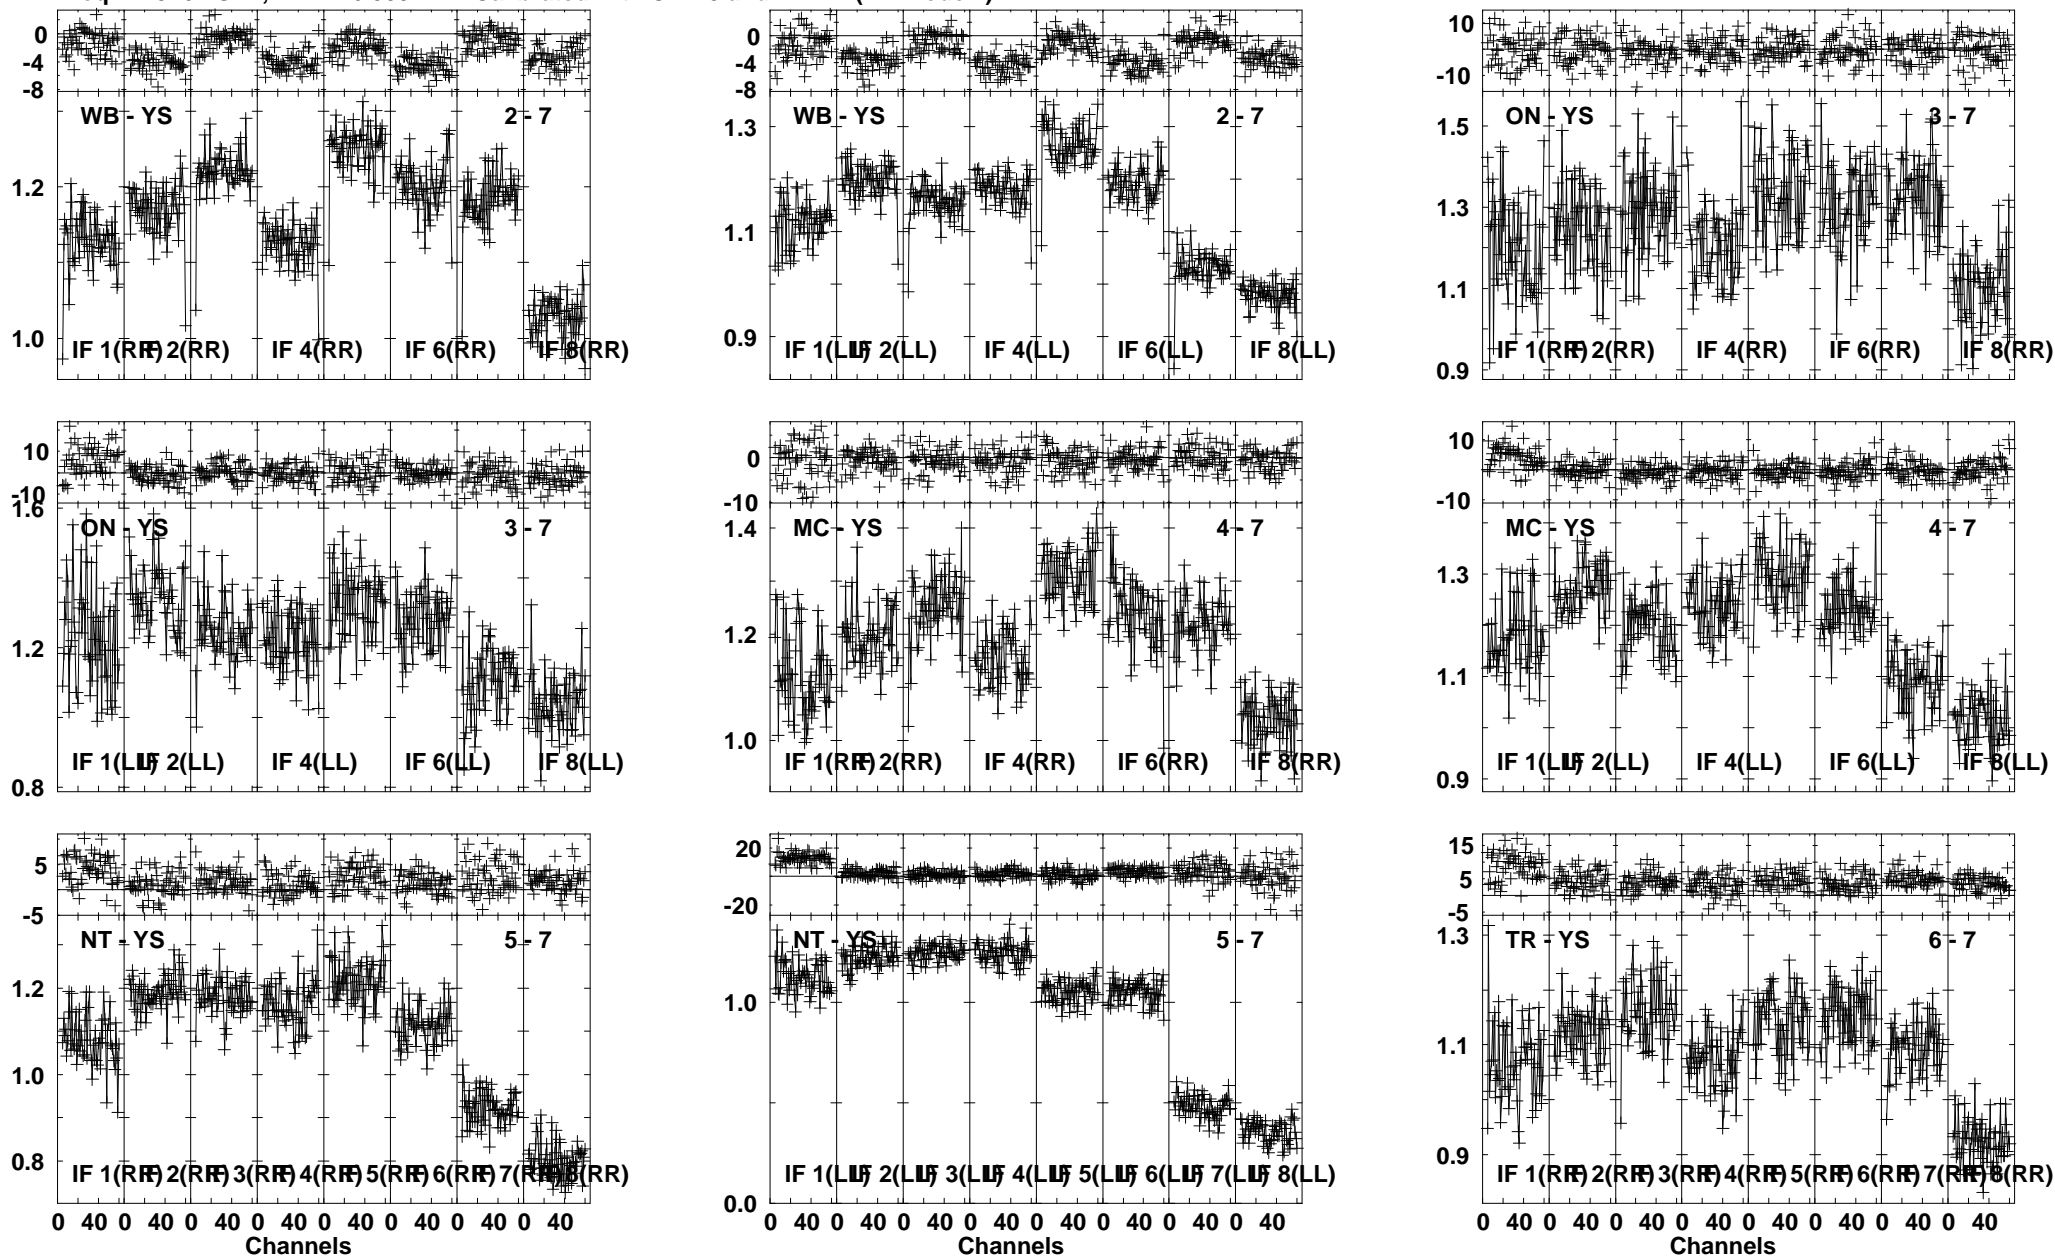 0
-4
-8
WB - YS 2 - 7
1.2
1.0
IF 1(RR) IF 2(RR) IF 4(RR) IF 6(RR) IF 8(RR)
0
-4
-8
WB - YS 2 - 7
1.3
1.1
0.9
IF 1(LL) IF 2(LL) IF 4(LL) IF 6(LL) IF 8(LL)
10
-10
ON - YS 3 - 7
1.5
1.3
1.1
0.9
IF 1(RR) IF 2(RR) IF 4(RR) IF 6(RR) IF 8(RR)
10
-10
1.6
ON - YS 3 - 7
1.2
0.8
IF 1(LL) IF 2(LL) IF 4(LL) IF 6(LL) IF 8(LL)
0
-10
MC - YS 4 - 7
1.4
1.2
1.0
IF 1(RR) IF 2(RR) IF 4(RR) IF 6(RR) IF 8(RR)
10
-10
MC - YS 4 - 7
1.3
1.1
0.9
IF 1(LL) IF 2(LL) IF 4(LL) IF 6(LL) IF 8(LL)
5
-5
NT - YS 5 - 7
1.2
1.0
0.8
IF 1(RR) IF 2(RR) IF 3(RR) IF 4(RR) IF 5(RR) IF 6(RR) IF 7(RR) IF 8(RR)
0 40 0 40 0 40 0 40 0 40 0 40 0 40 0 40
Channels
20
-20
NT - YS 5 - 7
1.0
0.0
IF 1(LL) IF 2(LL) IF 3(LL) IF 4(LL) IF 5(LL) IF 6(LL) IF 7(LL) IF 8(LL)
0 40 0 40 0 40 0 40 0 40 0 40 0 40 0 40
Channels
15
5
-5
TR - YS 6 - 7
1.3
1.1
0.9
IF 1(RR) IF 2(RR) IF 3(RR) IF 4(RR) IF 5(RR) IF 6(RR) IF 7(RR) IF 8(RR)
0 40 0 40 0 40 0 40 0 40 0 40 0 40 0 40
Channels